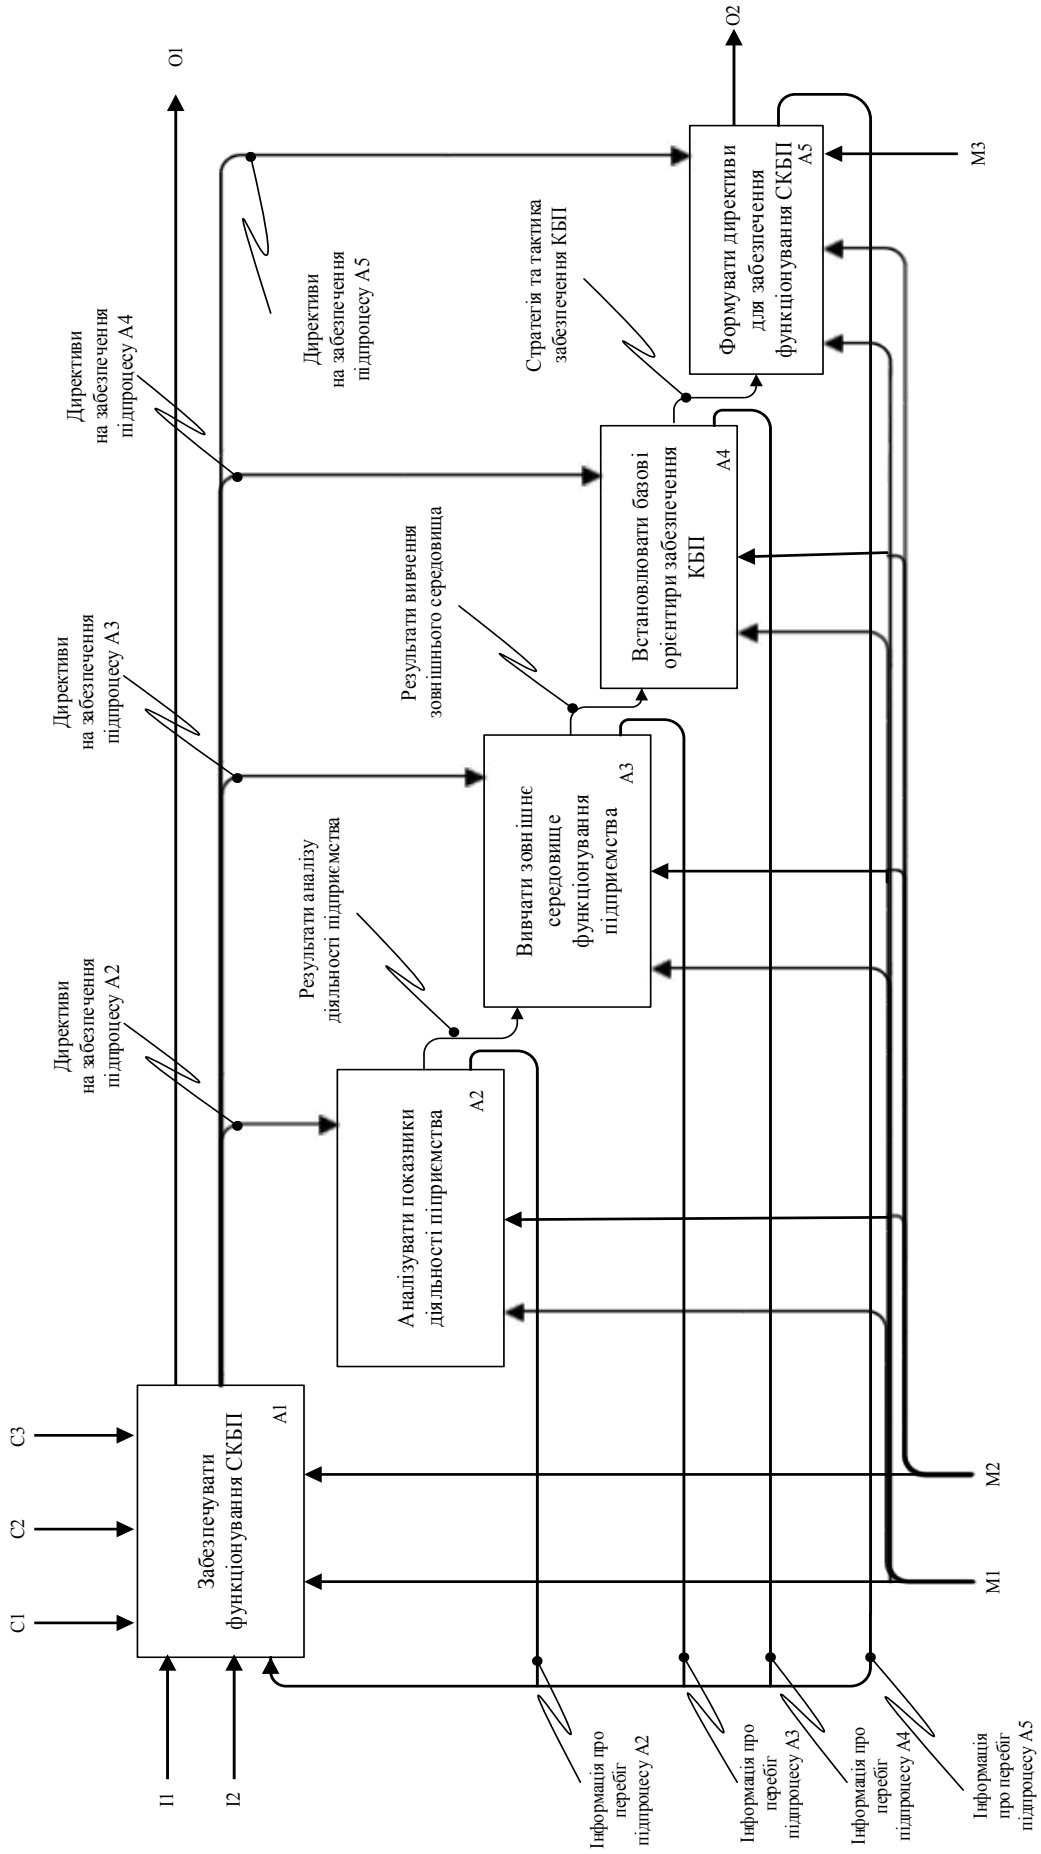 C1
C2
C3
I1
I2
Забезпечувати
функціонування СКБП
A1
O1
Директиви
на забезпечення
підпроцесу A2
Директиви
на забезпечення
підпроцесу A3
Директиви
на забезпечення
підпроцесу A4
Директиви
на забезпечення
підпроцесу A5
Аналізувати показники
діяльності піприємства
A2
Результати аналізу
діяльності підприємства
Вивчати зовнішнє
середовище
функціонування
підприємства
A3
Результати вивчення
зовнішнього середовища
Встановлювати базові
орієнтири забезпечення
КБП
A4
Стратегія та тактика
забезпечення КБП
Формувати директиви
для забезпечення
функціонування СКБП
A5
O2
Інформація про
перебіг
підпроцесу A2
Інформація про
перебіг
підпроцесу A3
Інформація про
перебіг
підпроцесу A4
Інформація
про перебіг
підпроцесу A5
M1
M2
M3